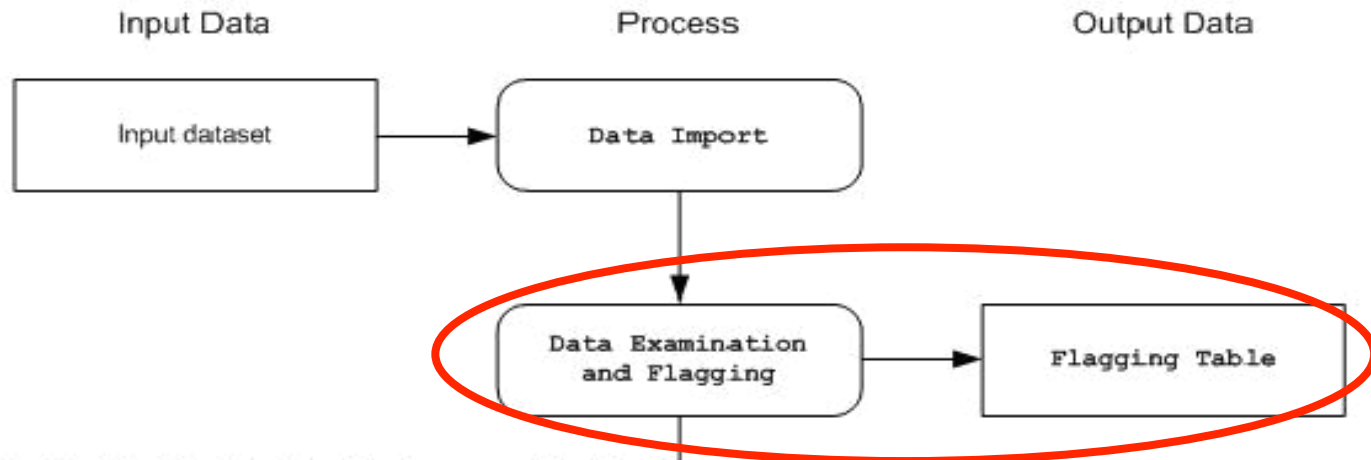 Input Data
Process
Output Data
Input dataset
Data Import
Data Examination
and Flagging
Flagging Table